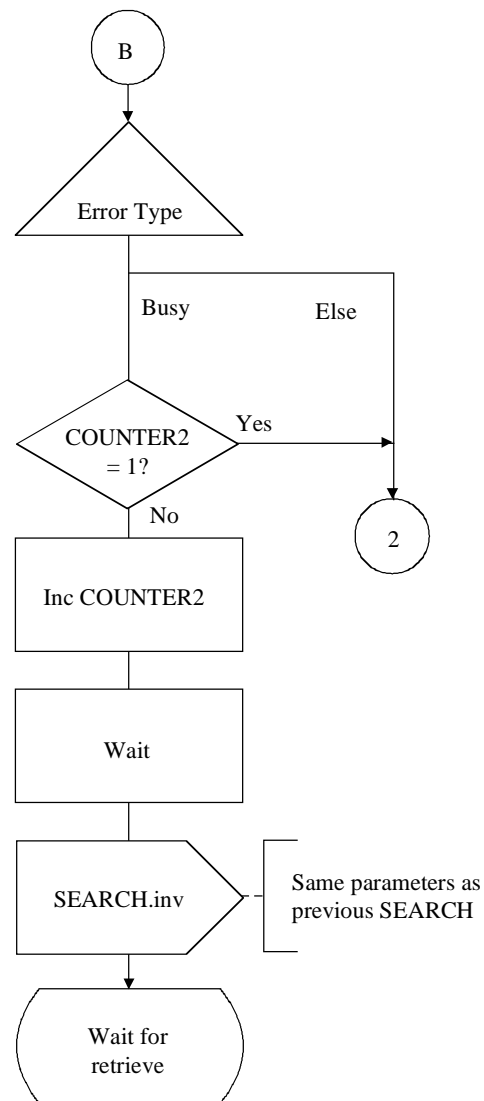 B
Error Type
Busy
Else
COUNTER2
= 1?
Yes
No
2
Inc COUNTER2
Wait
SEARCH.inv
Same parameters as
previous SEARCH
Wait for
retrieve